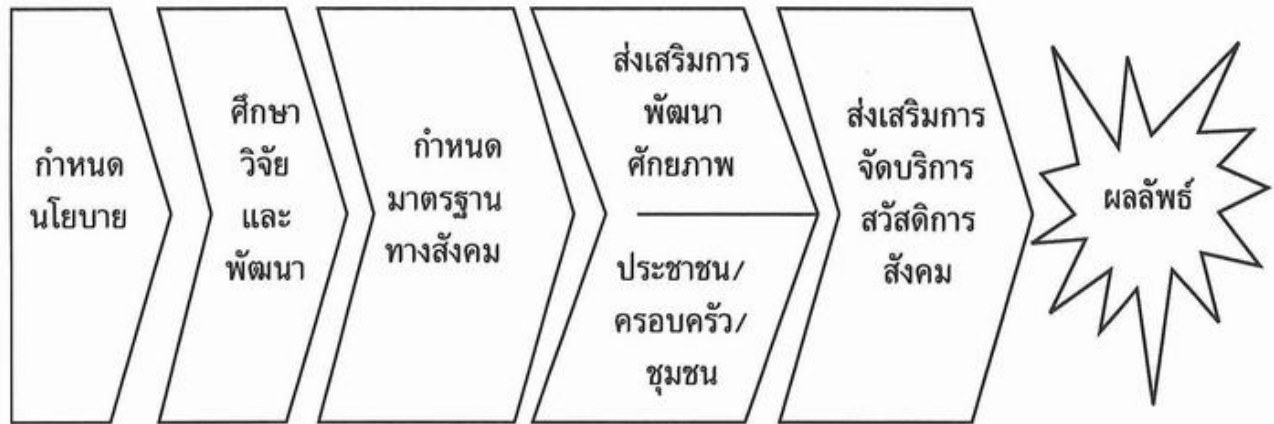 กำหนด
นโยบาย
ศึกษา
วิจัย
และ
พัฒนา
กำหนด
มาตรฐาน
ทางสังคม
ส่งเสริมการ
พัฒนา
ศักยภาพ
ประชาชน/
ครอบครัว/
ชุมชน
ส่งเสริมการ
จัดบริการ
สวัสดิการ
สังคม
ผลลัพธ์